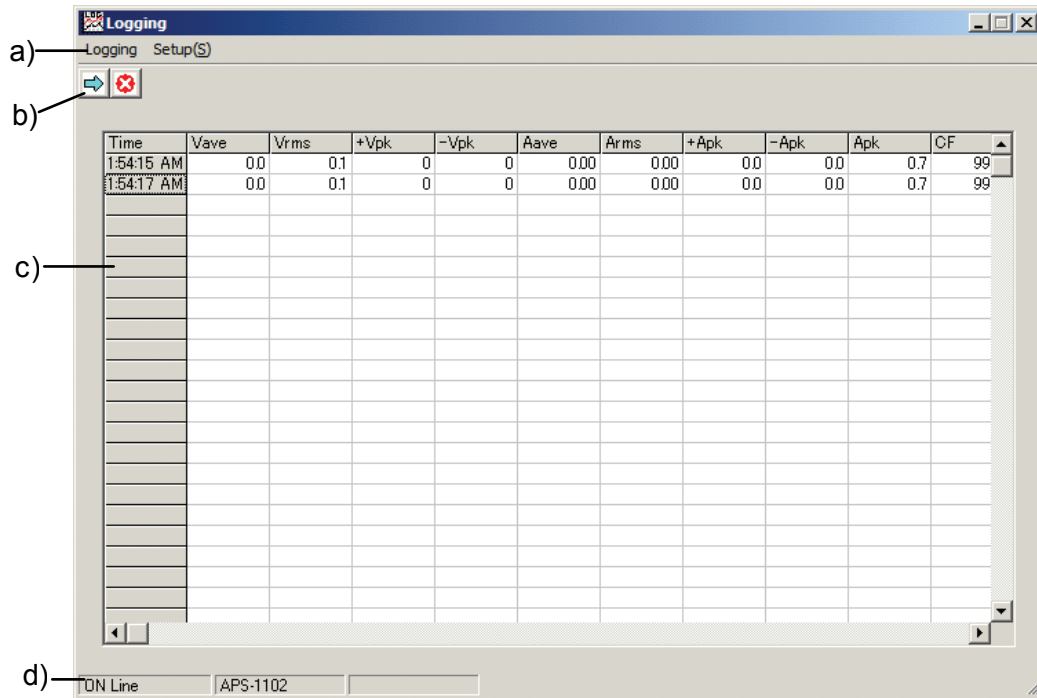 Logging
a) Logging Setup(S)
b)
Time Vave Vrms +Vpk -Vpk Aave Arms +Apk -Apk Apk CF
1:54:15 AM 0.0 0.1 0 0 0.00 0.00 0.0 0.0 0.7 99
1:54:17 AM 0.0 0.1 0 0 0.00 0.00 0.0 0.0 0.7 99
c)
d) ON Line APS-1102